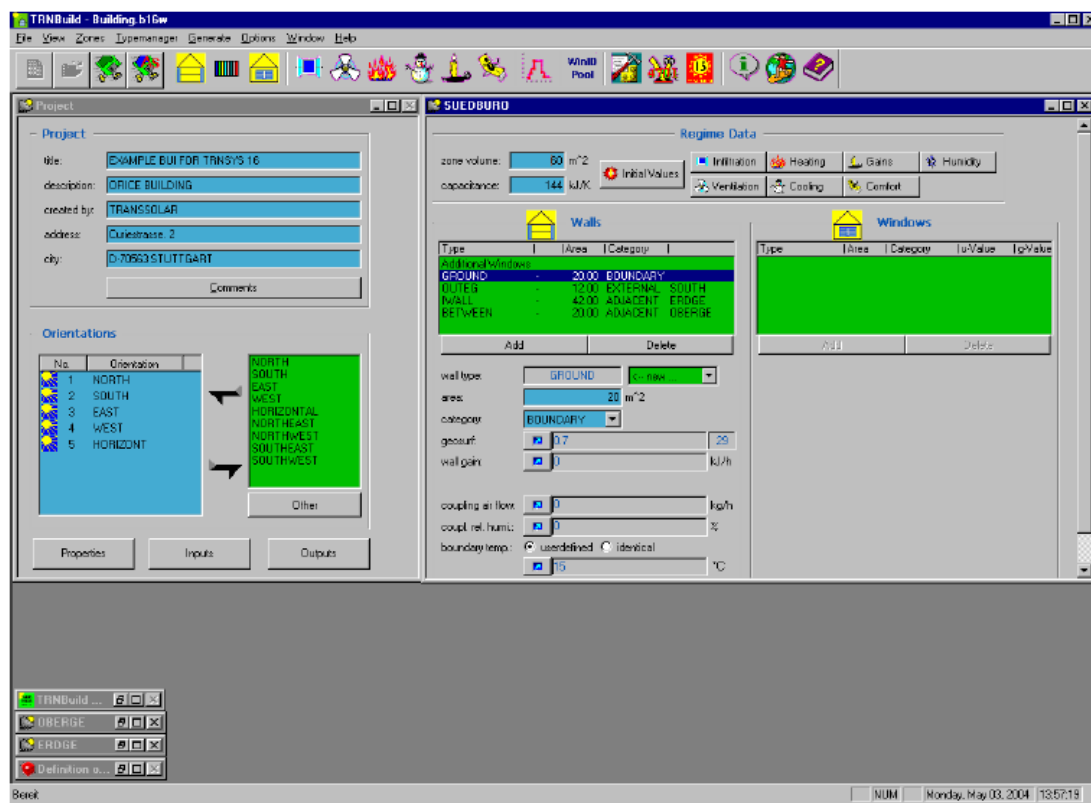 TRNBuild - Building.b16w
File View Zones Typemanager Generate Options Window Help
WinID
Pool
Project
Project
title: EXAMPLE BUI FOR TRNSYS 16
description: ORICE BUILDING
created by: TRANSSOLAR
address: Curiestrasse. 2
city: D-70563 STUTTGART
Comments
Orientations
No. Orientation
1 NORTH
2 SOUTH
3 EAST
4 WEST
5 HORIZONT
NORTH
SOUTH
EAST
WEST
HORIZONTAL
NORTHEAST
NORTHWEST
SOUTHEAST
SOUTHWEST
Other
Properties Inputs Outputs
SUEDBURO
Regime Data
zone volume: 60 m^2
capacitance: 144 kJ/K
Initial Values
Infiltration Heating Gains Humidity
Ventilation Cooling Comfort
Walls
Type Area Category
Additional Windows
GROUND - 20.00 BOUNDARY
OUTEG - 12.00 EXTERNAL SOUTH
IWALL - 42.00 ADJACENT ERDGE
BETWEEN - 20.00 ADJACENT OBERGE
Add Delete
Windows
Type Area Category u-Value g-Value
Add Delete
wall type: GROUND <-- new ...
area: 20 m^2
category: BOUNDARY
geosurf: 0.7 29
wall gain: 0 kJ/h
coupling air flow: 0 kg/h
coupl. rel. humi.: 0 %
boundary temp.: userdefined identical
15 °C
TRNBuild ...
OBERGE
ERDGE
Definition o...
Bereit NUM Monday, May 03, 2004 13:57:19